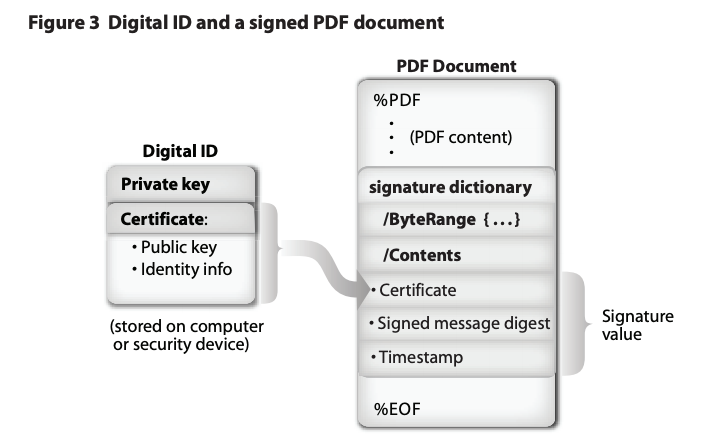 Figure 3 Digital ID and a signed PDF document
Digital ID
Private key
Certificate:
• Public key
• Identity info
(stored on computer
or security device)
PDF Document
%PDF
(PDF content)
signature dictionary
/ByteRange {...}
/Contents
• Certificate
• Signed message digest
• Timestamp
%EOF
Signature
value